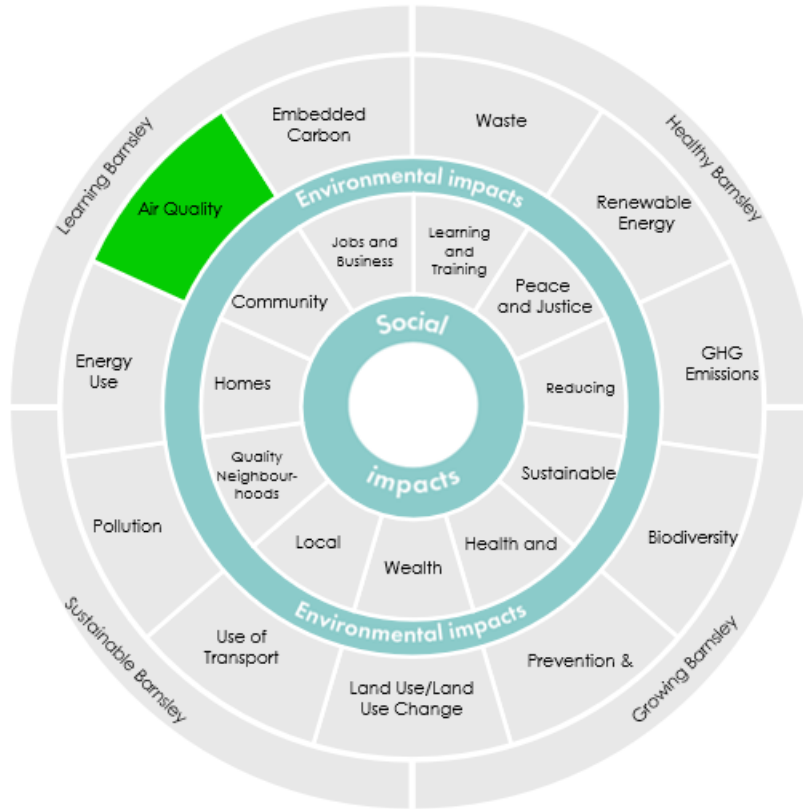 Learning Barnsley
Healthy Barnsley
Embedded
Carbon
Waste
Air Quality
Renewable
Energy
Environmental impacts
Jobs and
Business
Learning
and
Training
Community
Peace
and Justice
Social
Energy
Use
GHG
Emissions
Homes
Reducing
Quality
Neighbour-
hoods
Sustainable
impacts
Pollution
Biodiversity
Local
Health and
Wealth
Environmental impacts
Use of
Transport
Prevention &
Land Use/Land
Use Change
Sustainable Barnsley
Growing Barnsley